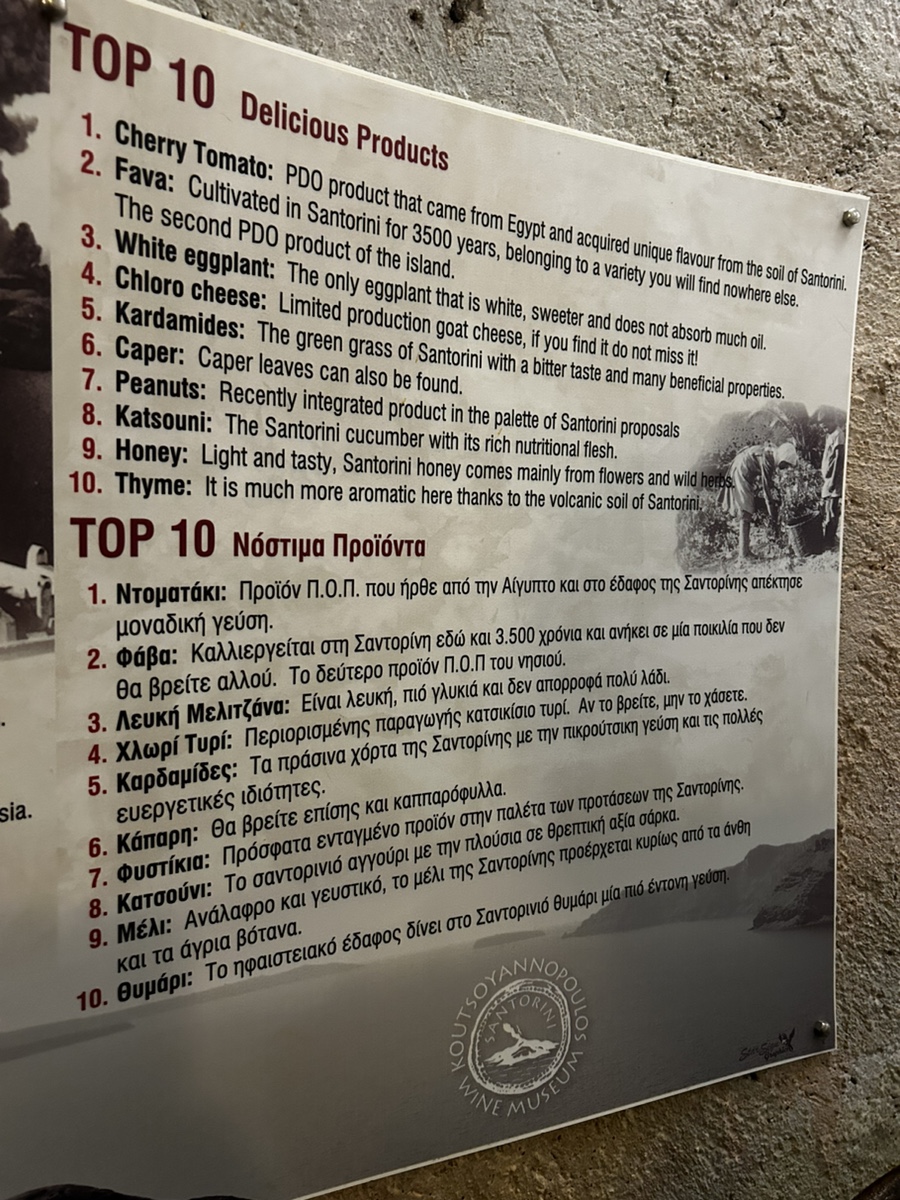 TOP 10 Delicious Products
1. Cherry Tomato: PDO product that came from Egypt and acquired unique flavour from the soil of Santorini.
2. Fava: Cultivated in Santorini for 3500 years, belonging to a variety you will find nowhere else.
The second PDO product of the island.
3. White eggplant: The only eggplant that is white, sweeter and does not absorb much oil.
4. Chloro cheese: Limited production goat cheese, if you find it do not miss it!
5. Kardamides: The green grass of Santorini with a bitter taste and many beneficial properties.
6. Caper: Caper leaves can also be found.
7. Peanuts: Recently integrated product in the palette of Santorini proposals
8. Katsouni: The Santorini cucumber with its rich nutritional flesh.
9. Honey: Light and tasty, Santorini honey comes mainly from flowers and wild herbs.
10. Thyme: It is much more aromatic here thanks to the volcanic soil of Santorini.
TOP 10 Νόστιμα Προϊόντα
1. Ντοματάκι: Προϊόν Π.Ο.Π. που ήρθε από την Αίγυπτο και στο έδαφος της Σαντορίνης απέκτησε
μοναδική γεύση.
2. Φάβα: Καλλιεργείται στη Σαντορίνη εδώ και 3.500 χρόνια και ανήκει σε μία ποικιλία που δεν
θα βρείτε αλλού. Το δεύτερο προϊόν Π.Ο.Π του νησιού.
3. Λευκή Μελιτζάνα: Είναι λευκή, πιό γλυκιά και δεν απορροφά πολύ λάδι.
4. Χλωρί Τυρί: Περιορισμένης παραγωγής κατσικίσιο τυρί. Αν το βρείτε, μην το χάσετε.
5. Καρδαμίδες: Τα πράσινα χόρτα της Σαντορίνης με την πικρούτσικη γεύση και τις πολλές
ευεργετικές ιδιότητες.
6. Κάπαρη: Θα βρείτε επίσης και καππαρόφυλλα.
7. Φυστίκια: Πρόσφατα ενταγμένο προϊόν στην παλέτα των προτάσεων της Σαντορίνης.
8. Κατσούνι: Το σαντορινιό αγγούρι με την πλούσια σε θρεπτική αξία σάρκα.
9. Μέλι: Ανάλαφρο και γευστικό, το μέλι της Σαντορίνης προέρχεται κυρίως από τα άνθη
και τα άγρια βότανα.
10. Θυμάρι: Το ηφαιστειακό έδαφος δίνει στο Σαντορινιό θυμάρι μία πιό έντονη γεύση.
sia.
KOUTSOYANNOPOULOS
SANTORINI
WINE MUSEUM